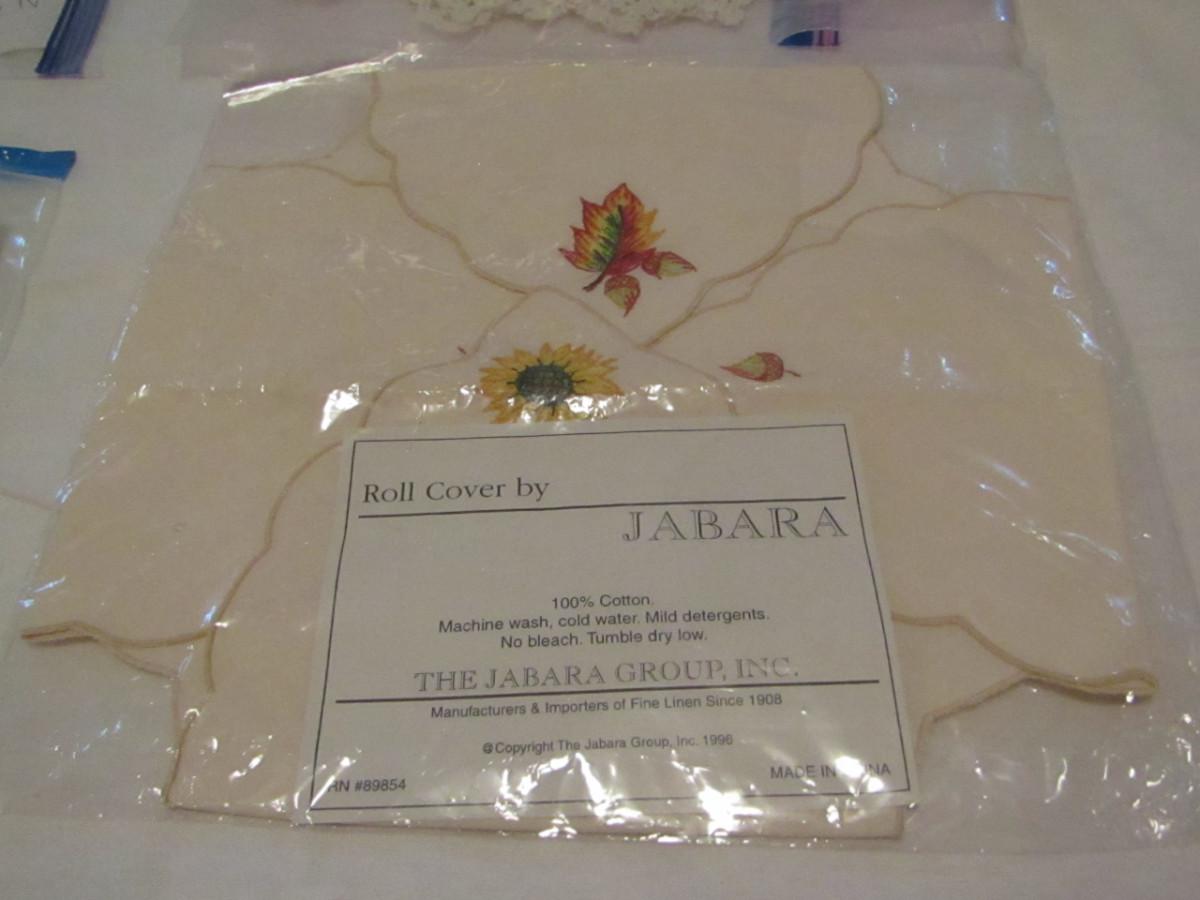 Roll Cover by
JABARA
100% Cotton.
Machine wash, cold water. Mild detergents.
No bleach. Tumble dry low.
THE JABARA GROUP, INC.
Manufacturers & Importers of Fine Linen Since 1908
©Copyright The Jabara Group, Inc. 1996
RN #89854
MADE IN